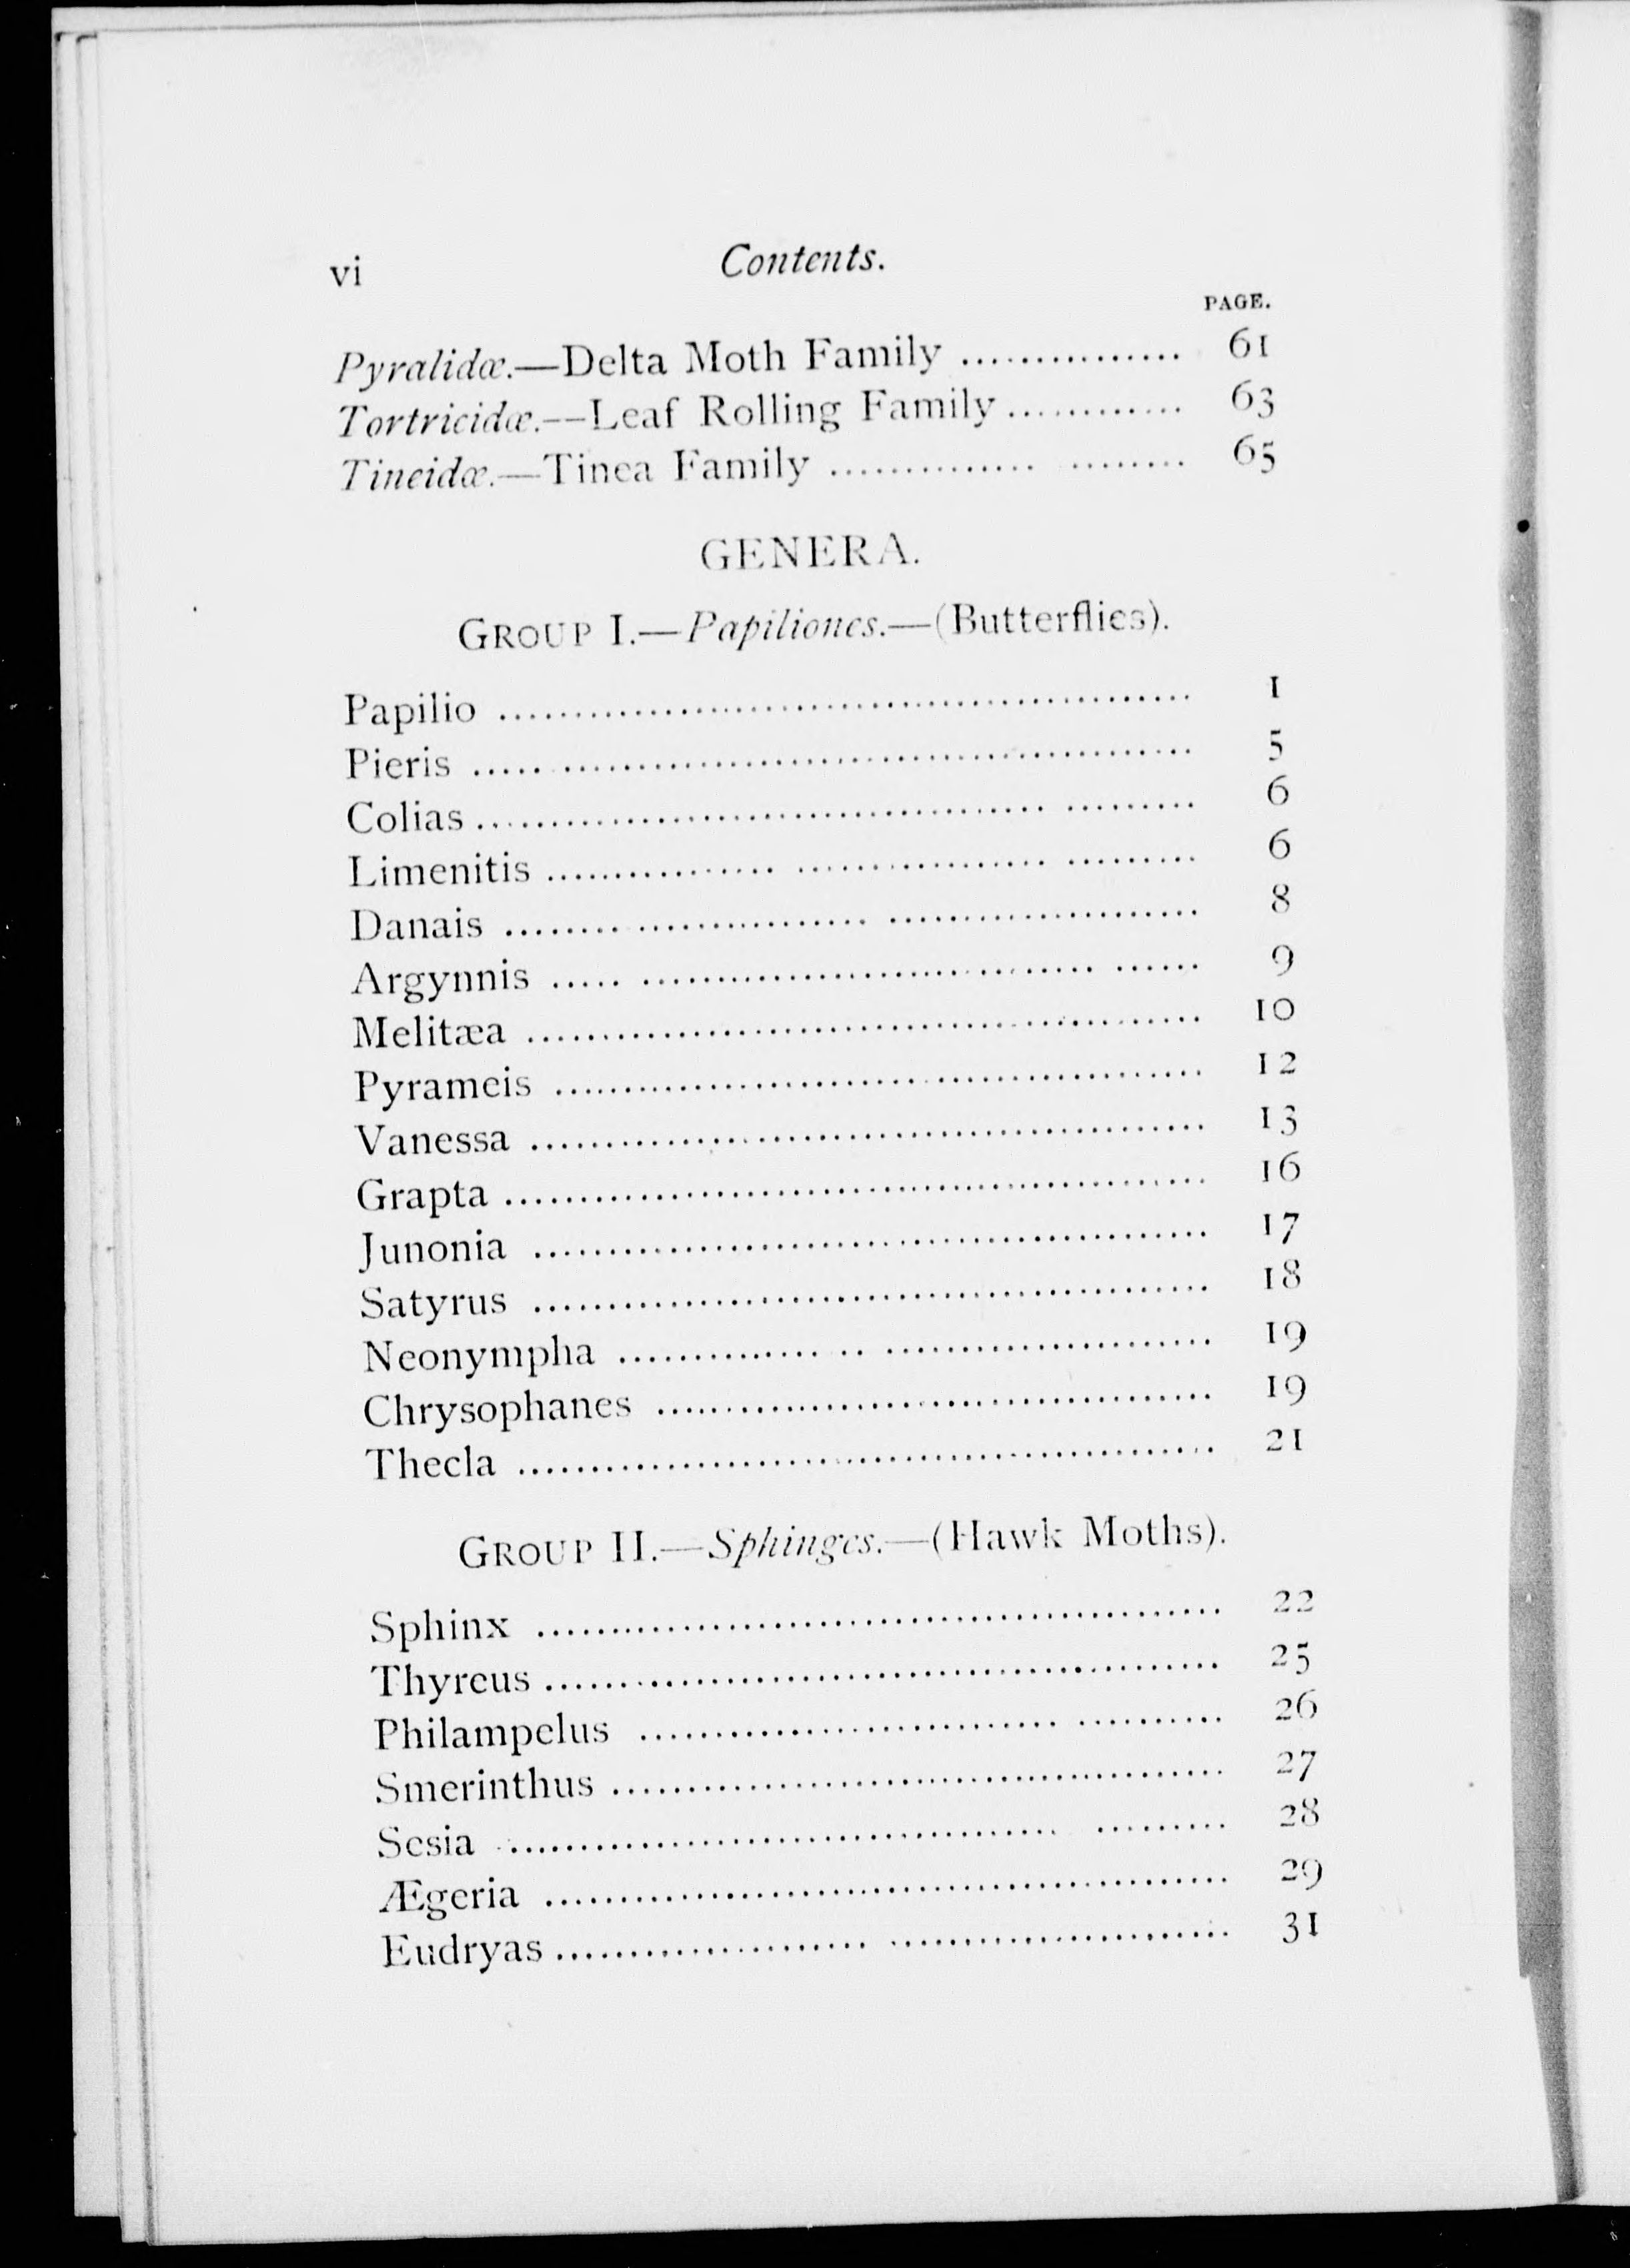 vi Contents.
PAGE.
Pyralidæ.—Delta Moth Family ............... 61
Tortricidæ.—Leaf Rolling Family ............ 63
Tineidæ.—Tinea Family ...................... 65
GENERA.
GROUP I.—Papiliones.—(Butterflies).
Papilio ............................................. 1
Pieris ............................................... 5
Colias ............................................... 6
Limenitis ........................................... 6
Danais .............................................. 8
Argynnis ........................................... 9
Melitæa ............................................ 10
Pyrameis .......................................... 12
Vanessa ............................................ 13
Grapta .............................................. 16
Junonia ............................................. 17
Satyrus ............................................. 18
Neonympha ....................................... 19
Chrysophanes ..................................... 19
Thecla .............................................. 21
GROUP II.—Sphinges.—(Hawk Moths).
Sphinx .............................................. 22
Thyreus ............................................. 25
Philampelus ....................................... 26
Smerinthus ........................................ 27
Sesia ................................................ 28
Ægeria .............................................. 29
Eudryas ............................................. 31